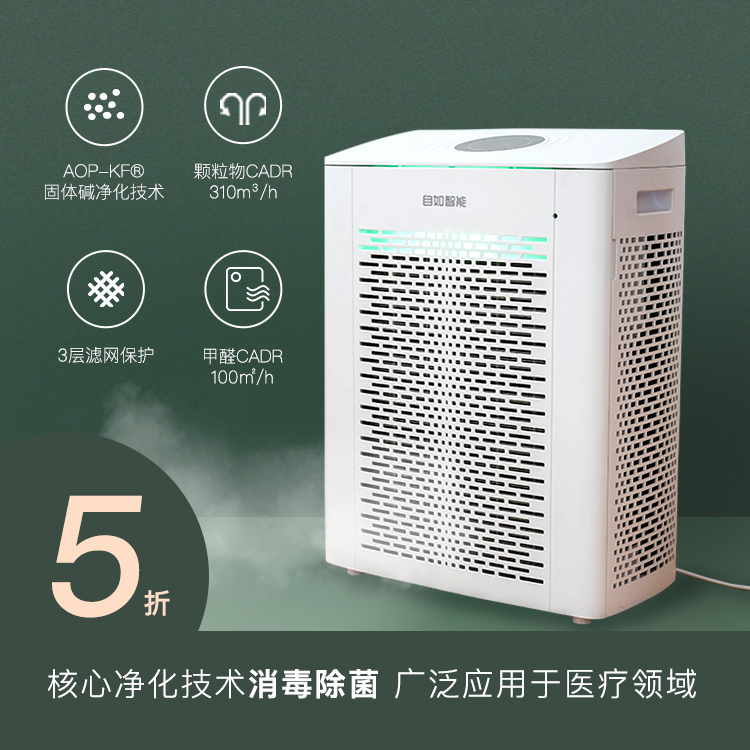 AOP-KF®
固体碱净化技术
颗粒物CADR
310m³/h
3层滤网保护
甲醛CADR
100㎡/h
自如智能
5折
核心净化技术消毒除菌 广泛应用于医疗领域